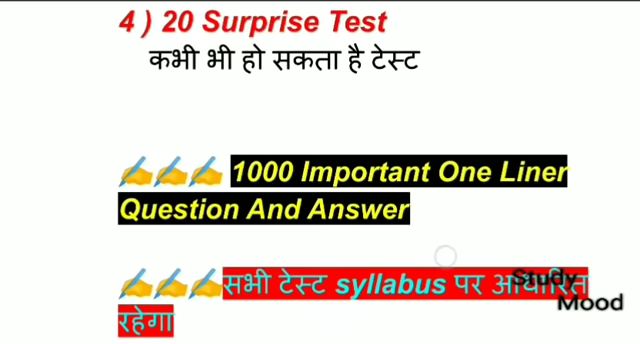 4 ) 20 Surprise Test
कभी भी हो सकता है टेस्ट
✍✍✍ 1000 Important One Liner
Question And Answer
✍✍✍सभी टेस्ट syllabus पर आधारित
रहेगा
Study
Mood